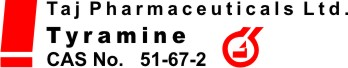 Taj Pharmaceuticals Ltd.
Tyramine
CAS No. 51-67-2